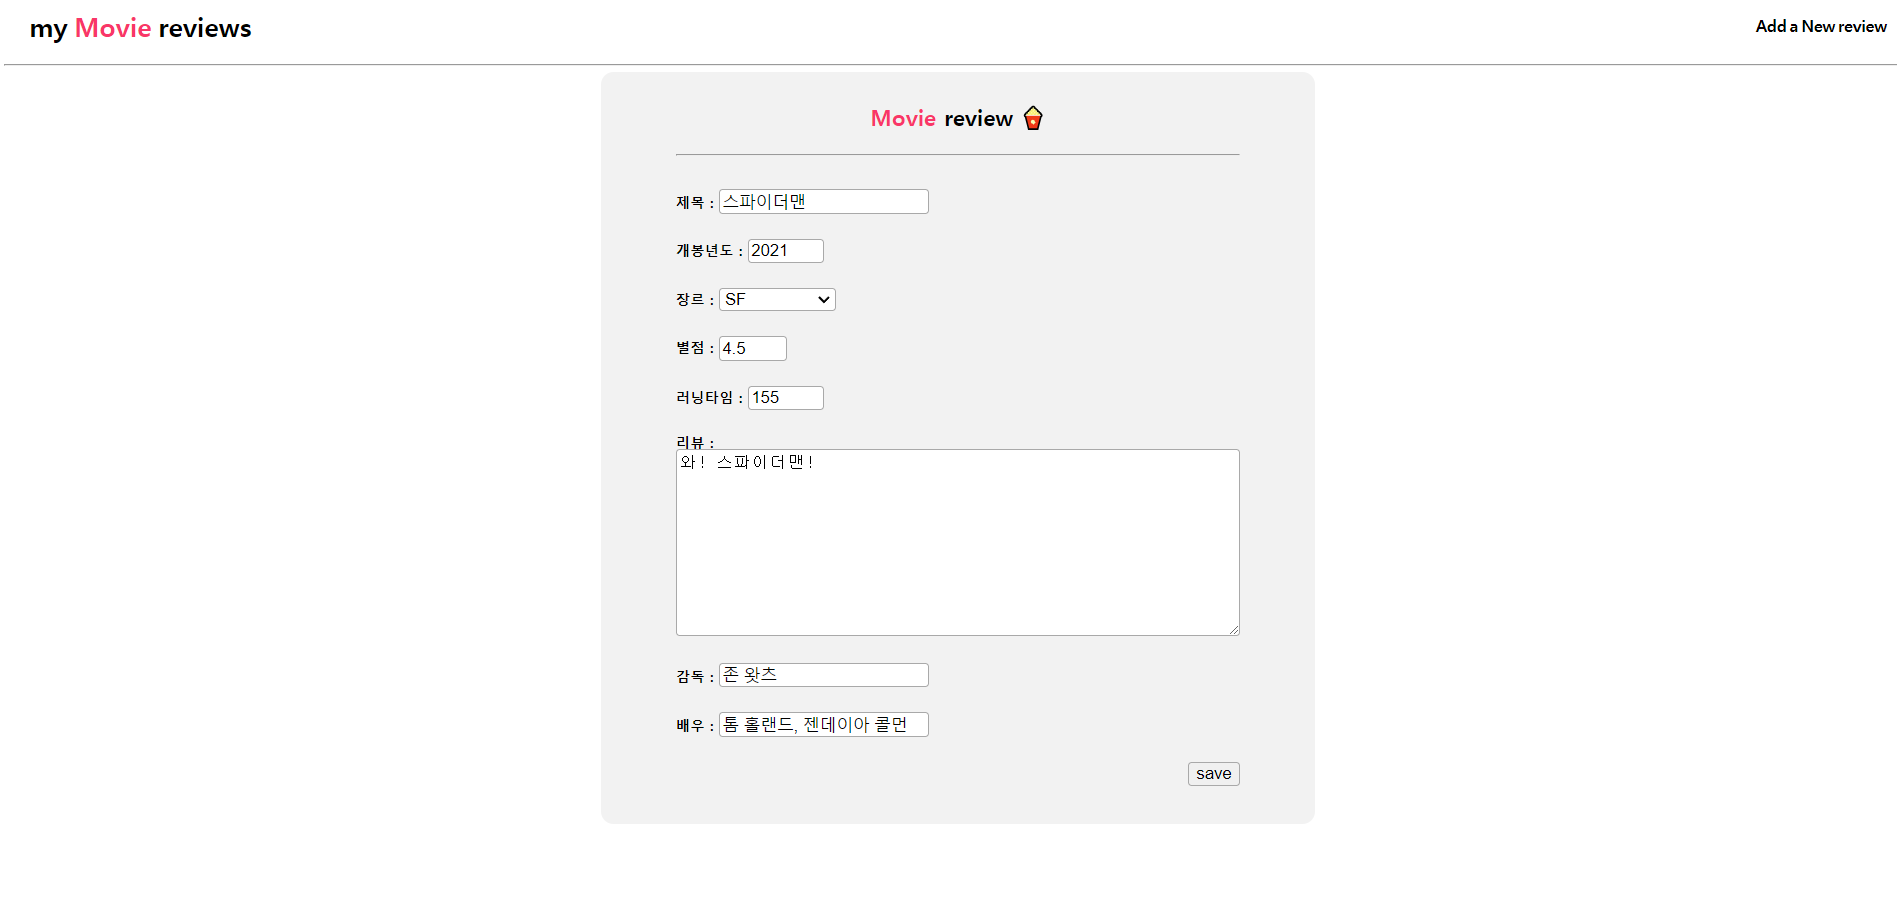 my Movie reviews
Add a New review
Movie review
제목 : 스파이더맨
개봉년도 : 2021
장르 : SF
별점 : 4.5
러닝타임 : 155
리뷰 :
와! 스파이더맨!
감독 : 존 왓츠
배우 : 톰 홀랜드, 젠데이아 콜먼
save